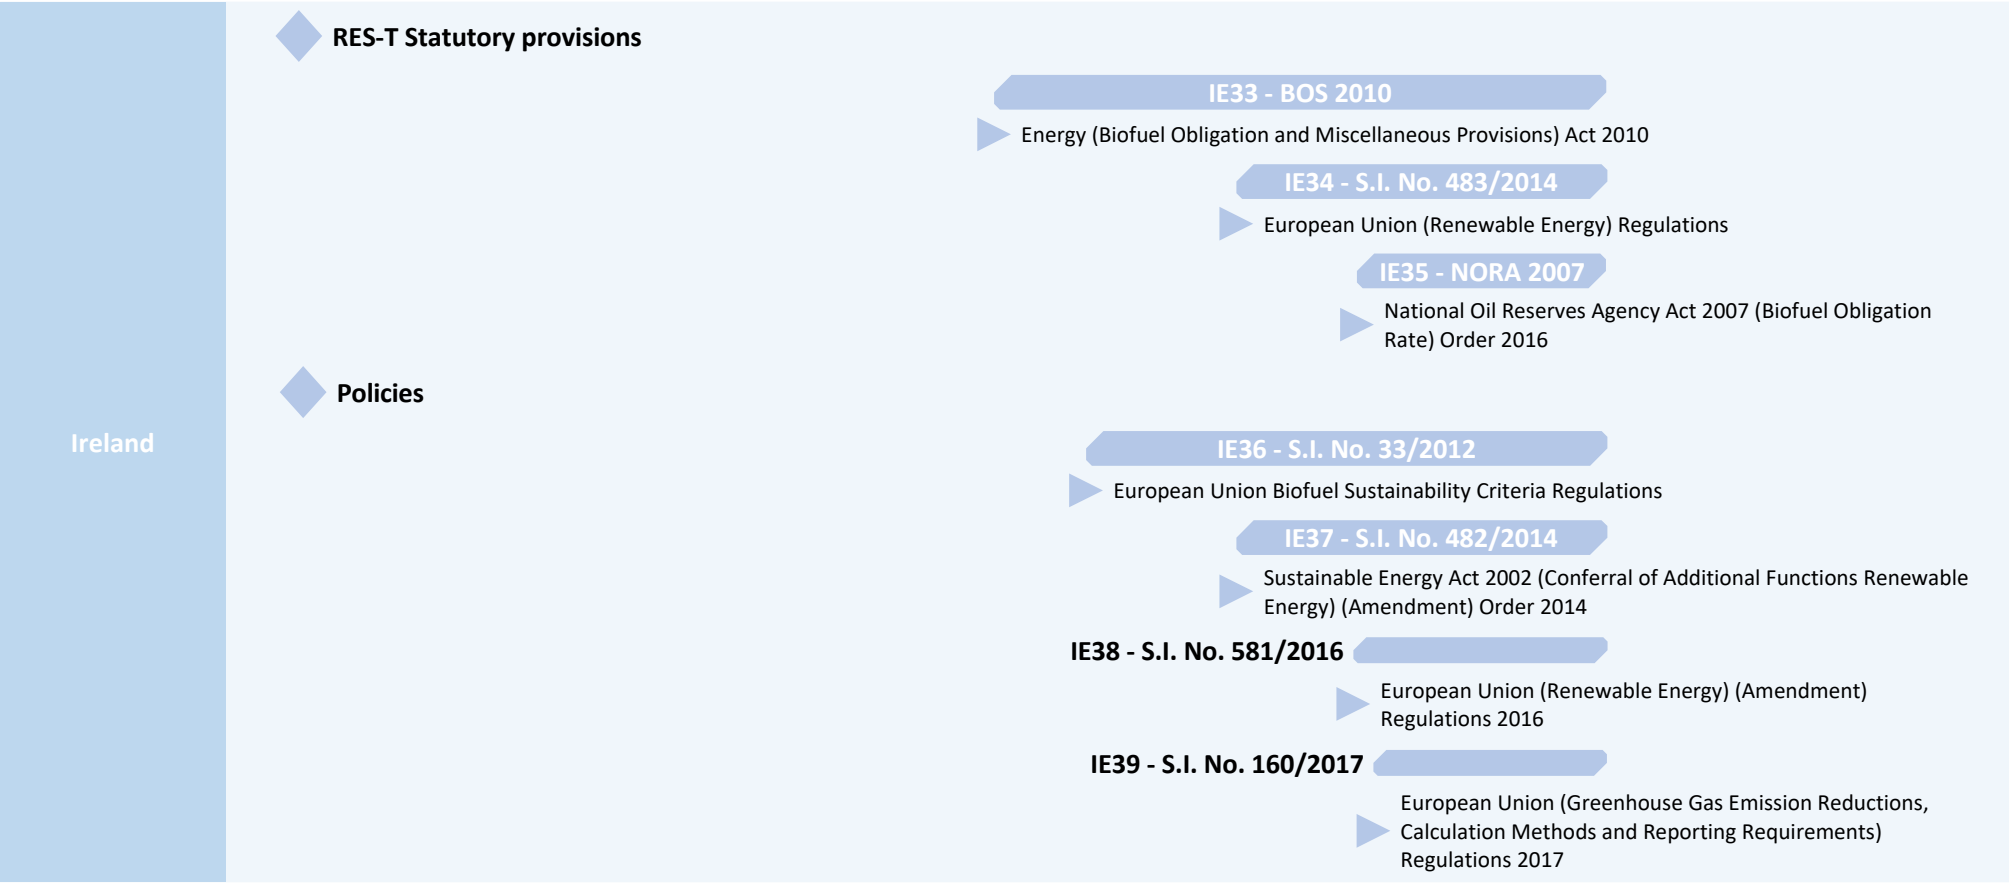 RES-T Statutory provisions
IE33 - BOS 2010
Energy (Biofuel Obligation and Miscellaneous Provisions) Act 2010
IE34 - S.I. No. 483/2014
European Union (Renewable Energy) Regulations
IE35 - NORA 2007
National Oil Reserves Agency Act 2007 (Biofuel Obligation
Rate) Order 2016
Policies
Ireland
IE36 - S.I. No. 33/2012
European Union Biofuel Sustainability Criteria Regulations
IE37 - S.I. No. 482/2014
Sustainable Energy Act 2002 (Conferral of Additional Functions Renewable
Energy) (Amendment) Order 2014
IE38 - S.I. No. 581/2016
European Union (Renewable Energy) (Amendment)
Regulations 2016
IE39 - S.I. No. 160/2017
European Union (Greenhouse Gas Emission Reductions,
Calculation Methods and Reporting Requirements)
Regulations 2017